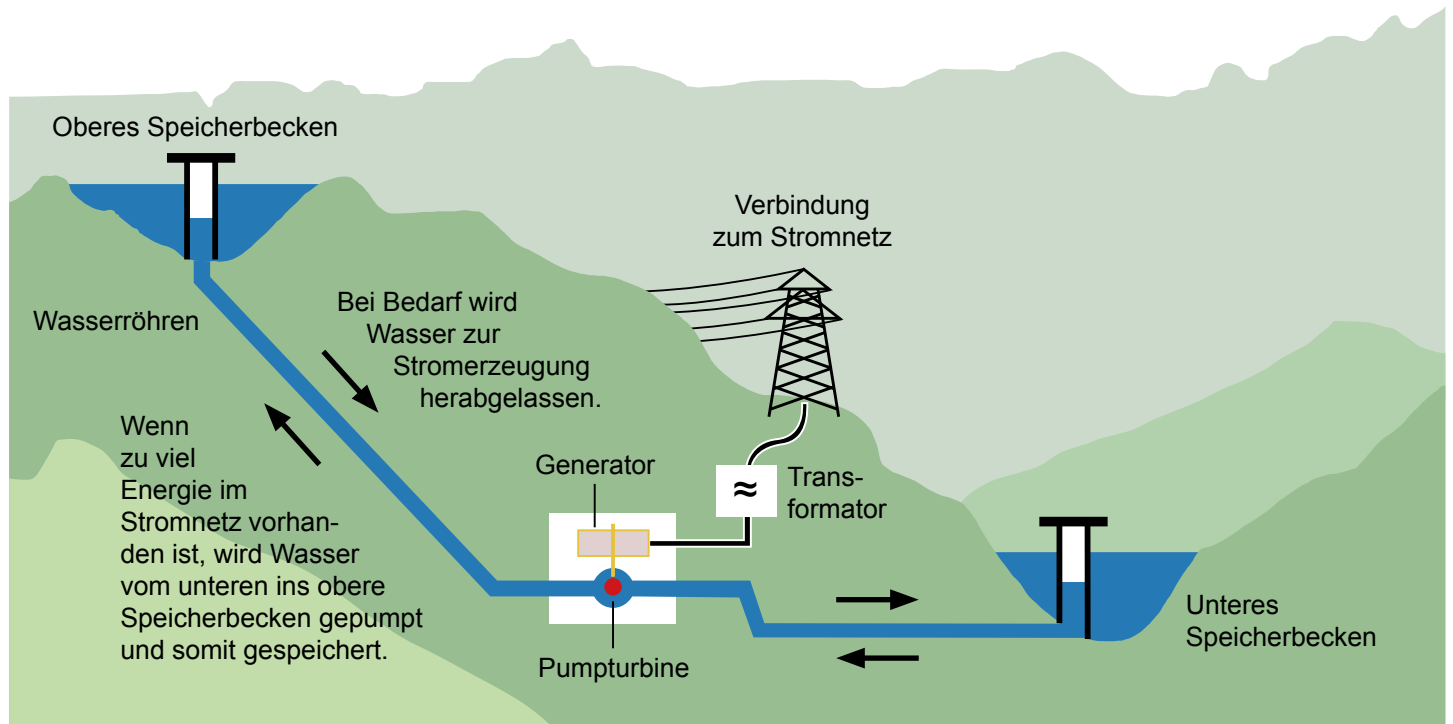 Oberes Speicherbecken
Verbindung
zum Stromnetz
Wasserröhren
Bei Bedarf wird
Wasser zur
Stromerzeugung
herabgelassen.
Wenn
zu viel
Energie im
Stromnetz vorhan-
den ist, wird Wasser
vom unteren ins obere
Speicherbecken gepumpt
und somit gespeichert.
Generator
≈
Trans-
formator
Pumpturbine
Unteres
Speicherbecken